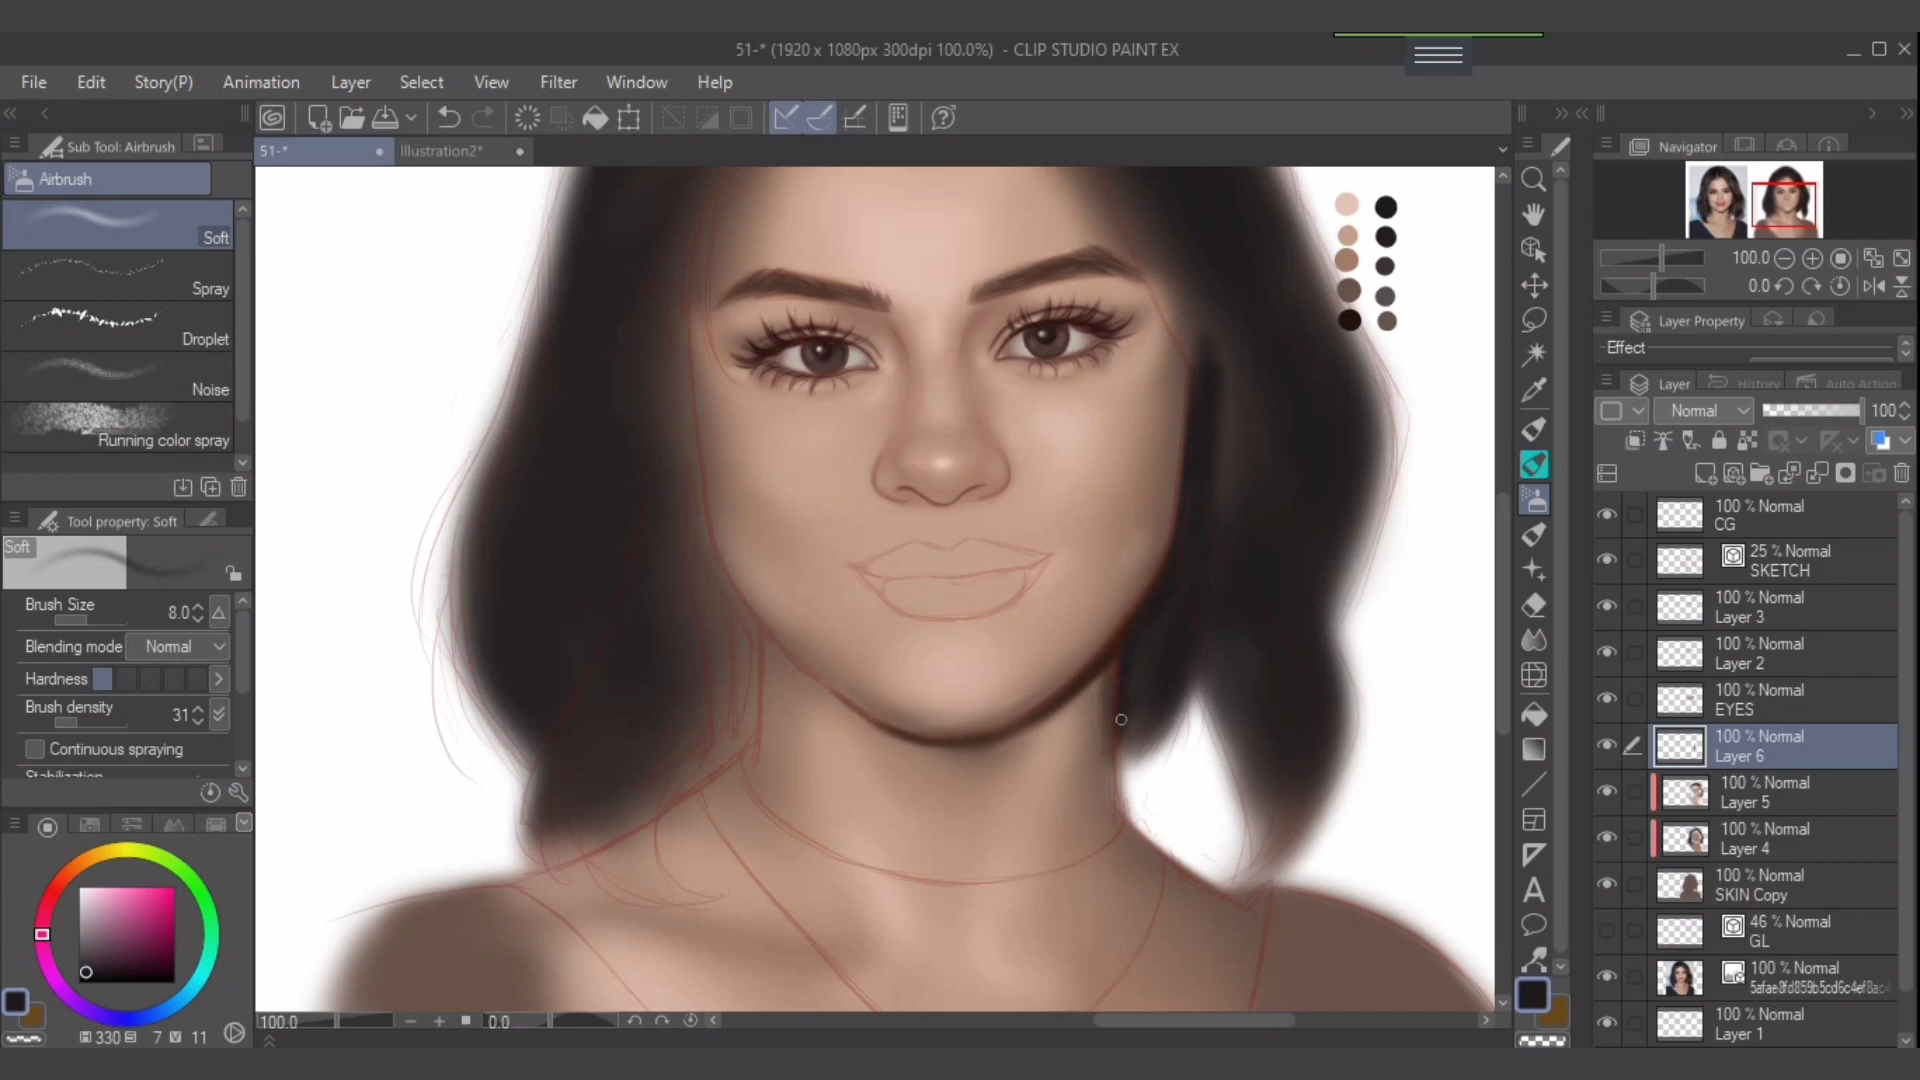 51-* (1920 x 1080px 300dpi 100.0%) - CLIP STUDIO PAINT EX
File Edit Story(P) Animation Layer Select View Filter Window Help
Sub Tool: Airbrush
51-*
Illustration2*
Airbrush
Soft
Spray
Droplet
Noise
Running color spray
Tool property: Soft
Soft
Brush Size 8.0
Blending mode Normal
Hardness
Brush density 31
Continuous spraying
Stabilization
330 7 11
100.0 0.0
Navigator
100.0
0.0
Layer Property
Effect
Layer History Auto Action
Normal 100
100 % Normal
CG
25 % Normal
SKETCH
100 % Normal
Layer 3
100 % Normal
Layer 2
100 % Normal
EYES
100 % Normal
Layer 6
100 % Normal
Layer 5
100 % Normal
Layer 4
100 % Normal
SKIN Copy
46 % Normal
GL
100 % Normal
100 % Normal
Layer 1